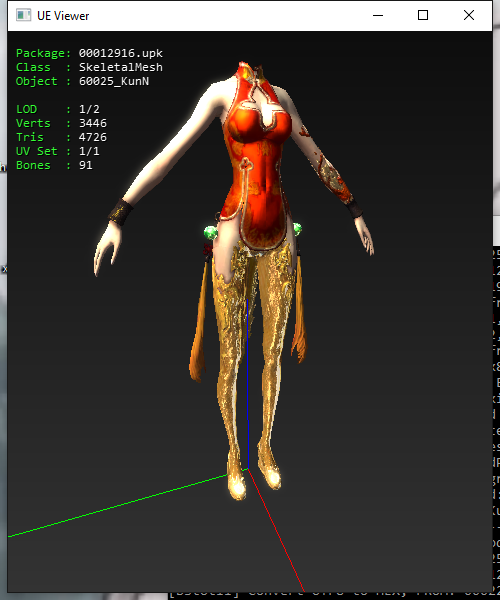 UE Viewer
Package: 00012916.upk
Class : SkeletalMesh
Object : 60025_KunN
LOD : 1/2
Verts : 3446
Tris : 4726
UV Set : 1/1
Bones : 91